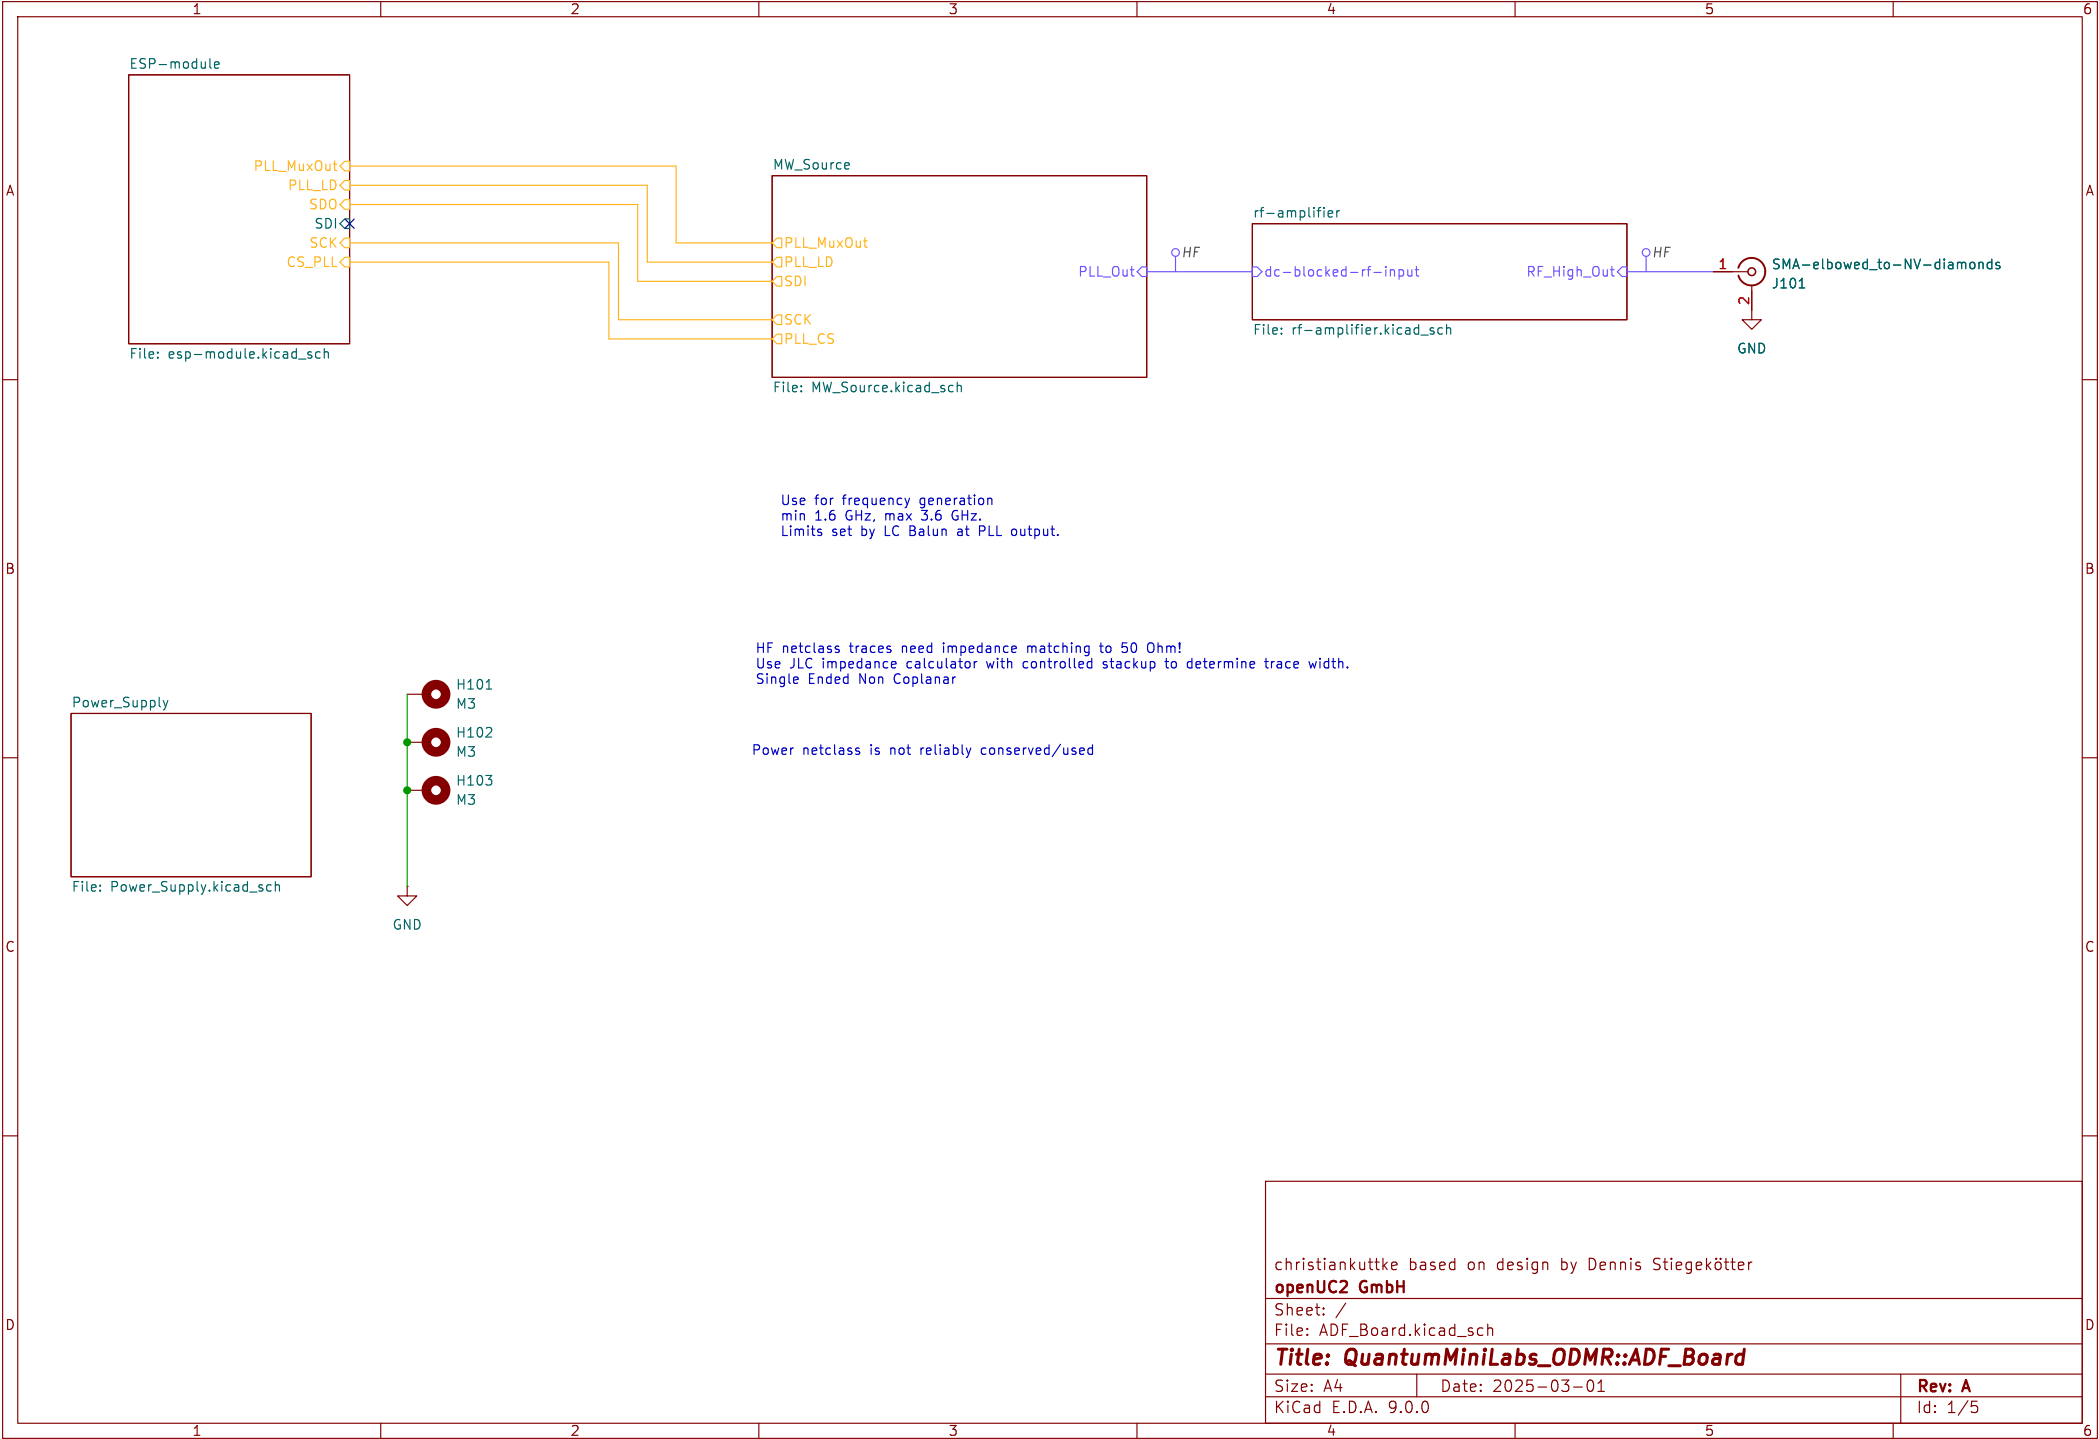 1 2 3 4 5 6
A
B
C
D
A
B
C
D
ESP-module
PLL_MuxOut
PLL_LD
SDO
SDI
SCK
CS_PLL
File: esp-module.kicad_sch
MW_Source
PLL_MuxOut
PLL_LD
SDI
SCK
PLL_CS
PLL_Out
File: MW_Source.kicad_sch
HF
rf-amplifier
dc-blocked-rf-input
RF_High_Out
File: rf-amplifier.kicad_sch
HF
1
2
SMA-elbowed_to-NV-diamonds
J101
GND
Use for frequency generation
min 1.6 GHz, max 3.6 GHz.
Limits set by LC Balun at PLL output.
HF netclass traces need impedance matching to 50 Ohm!
Use JLC impedance calculator with controlled stackup to determine trace width.
Single Ended Non Coplanar
Power netclass is not reliably conserved/used
Power_Supply
File: Power_Supply.kicad_sch
H101
M3
H102
M3
H103
M3
GND
christiankuttke based on design by Dennis Stiegekötter
openUC2 GmbH
Sheet: /
File: ADF_Board.kicad_sch
Title: QuantumMiniLabs_ODMR::ADF_Board
Size: A4 Date: 2025-03-01 Rev: A
KiCad E.D.A. 9.0.0 Id: 1/5
1 2 3 4 5 6